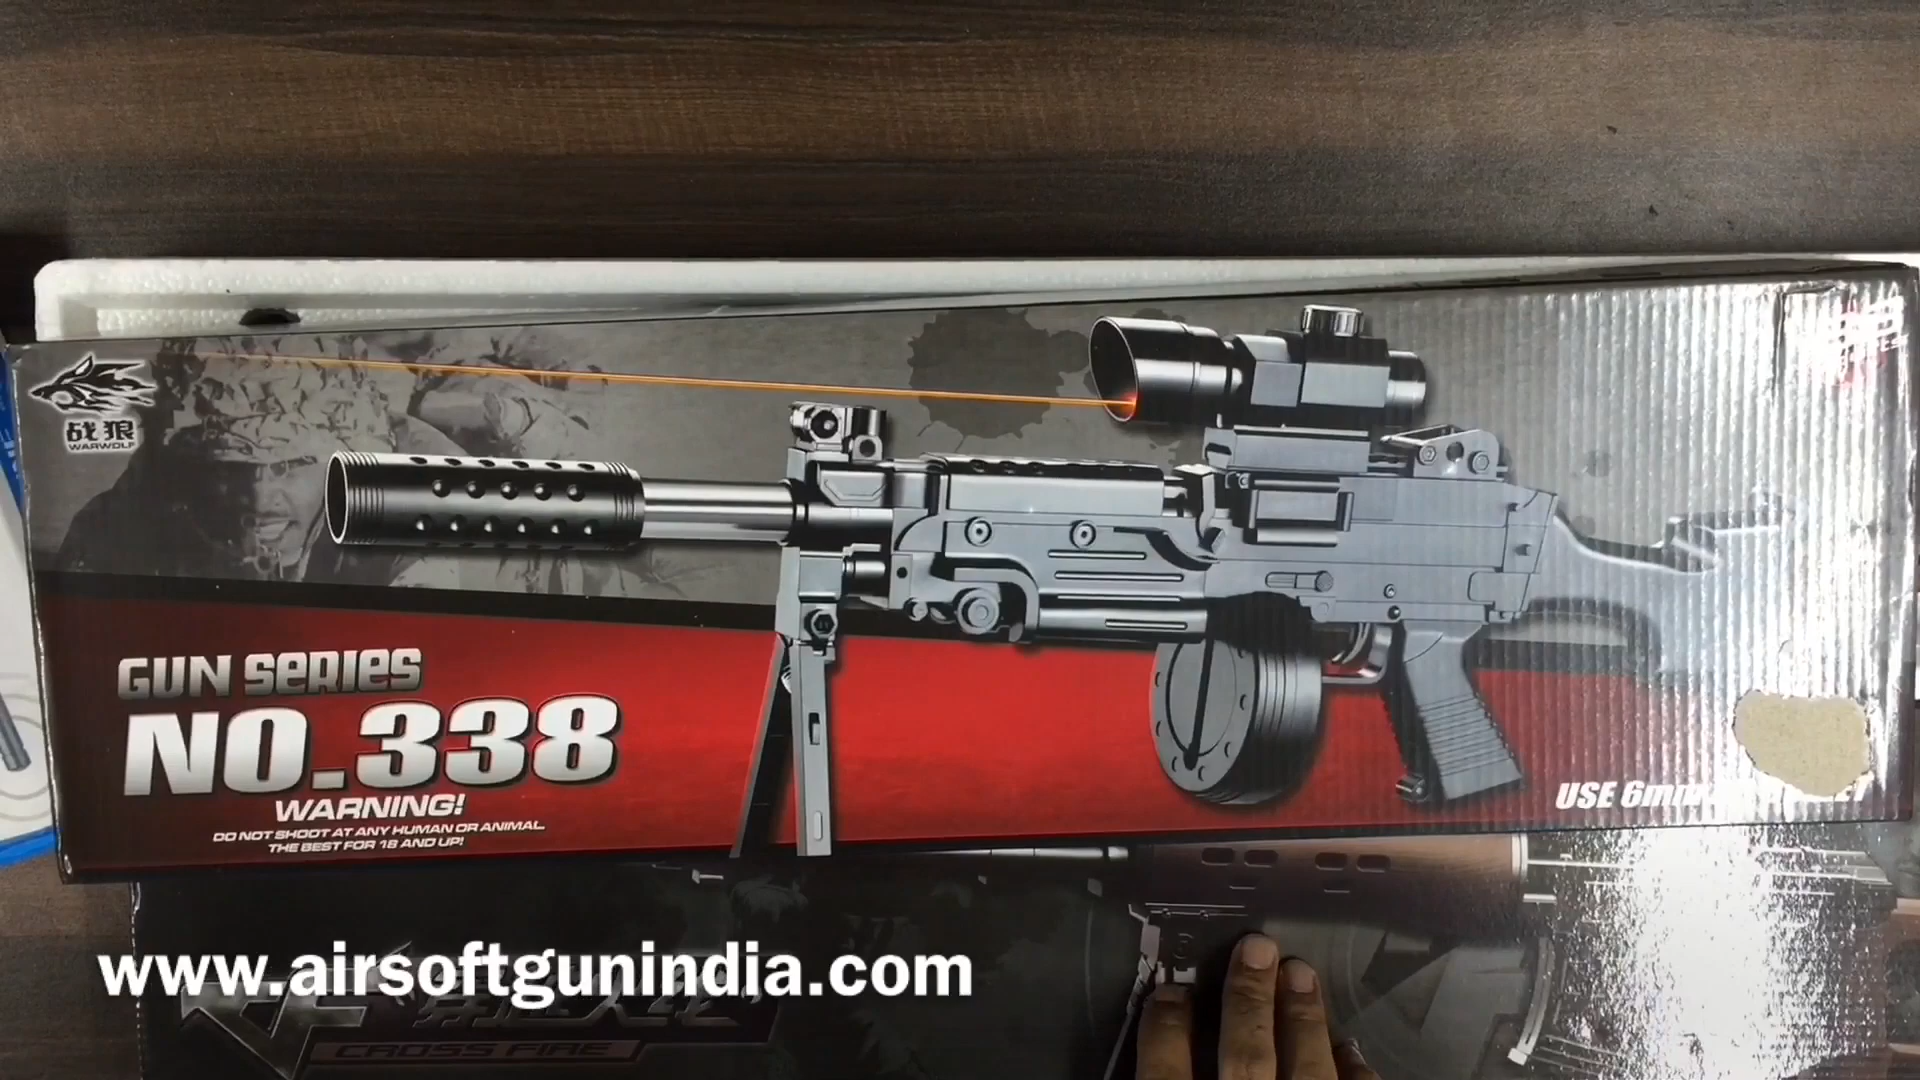 战狼
WARWOLF
GUN SERIES
NO.338
WARNING!
DO NOT SHOOT AT ANY HUMAN OR ANIMAL.
THE BEST FOR 18 AND UP!
USE 6mm
www.airsoftgunindia.com
CROSS FIRE